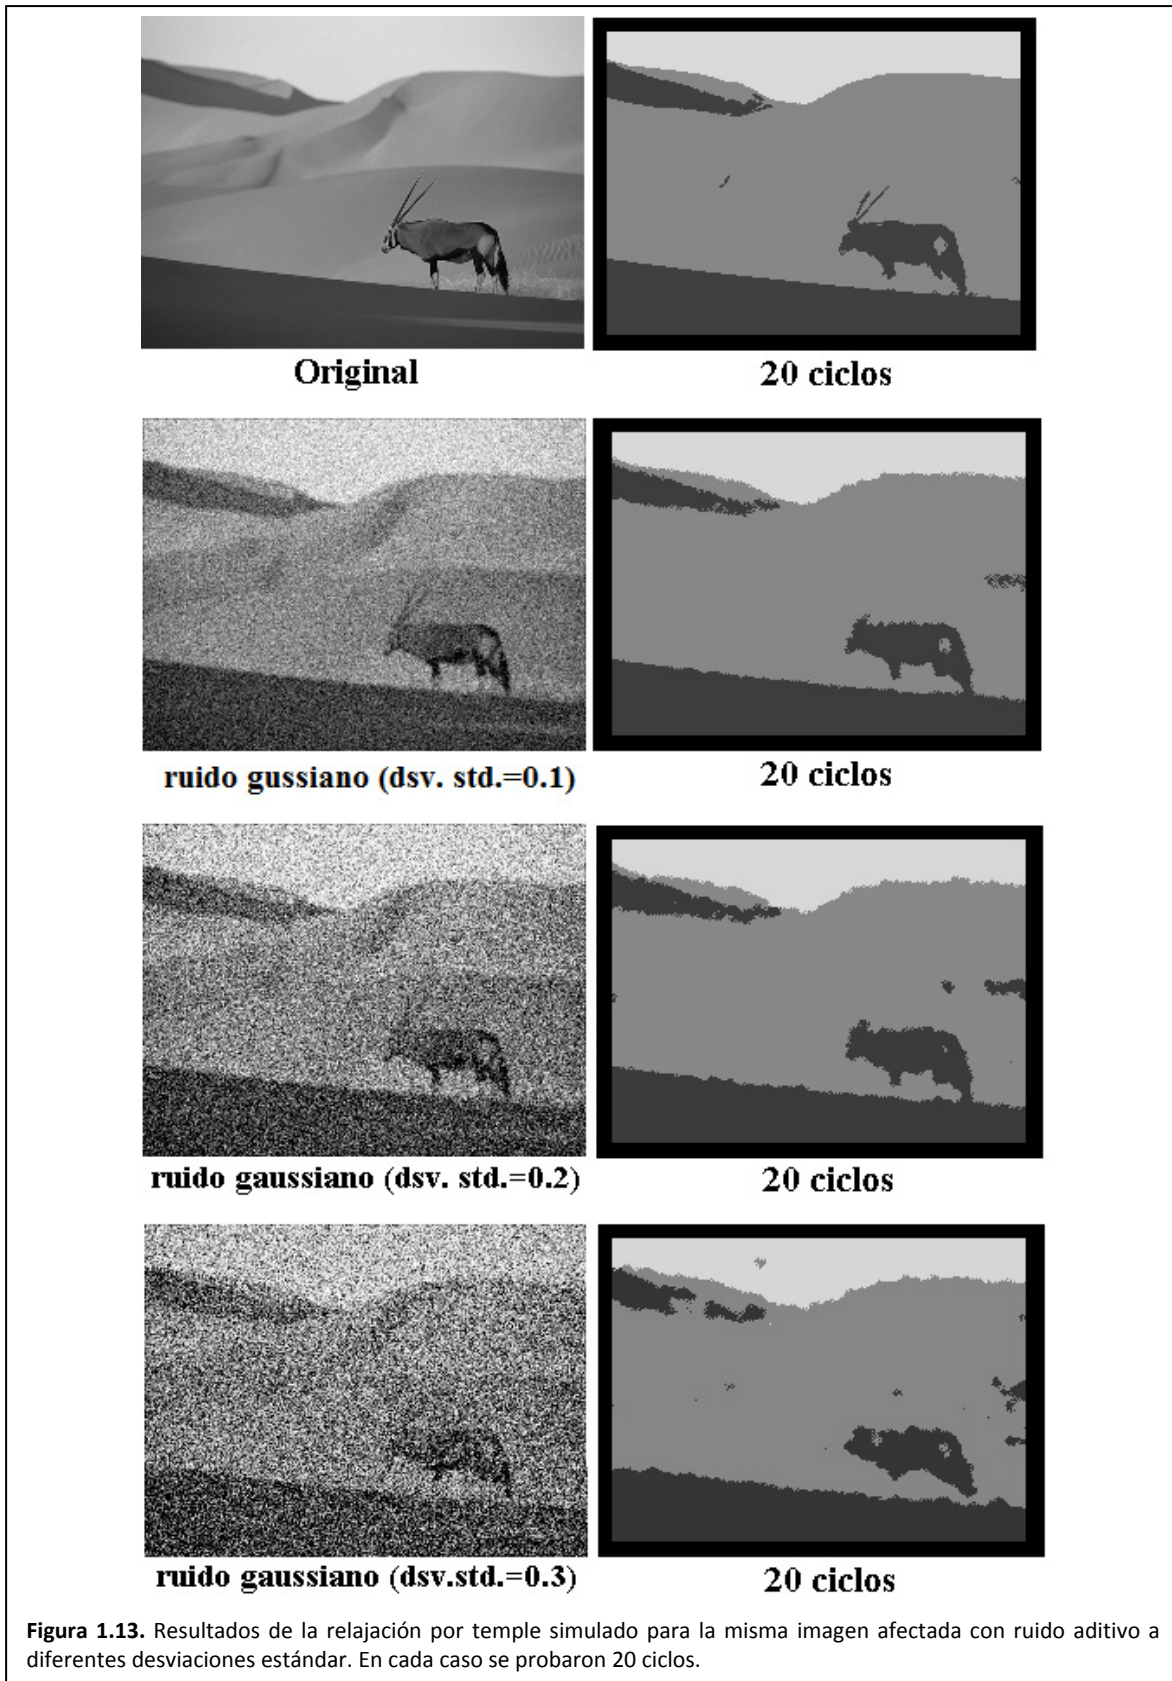 Original
20 ciclos
ruido gussiano (dsv. std.=0.1)
20 ciclos
ruido gaussiano (dsv. std.=0.2)
20 ciclos
ruido gaussiano (dsv.std.=0.3)
20 ciclos
Figura 1.13. Resultados de la relajación por temple simulado para la misma imagen afectada con ruido aditivo a
diferentes desviaciones estándar. En cada caso se probaron 20 ciclos.